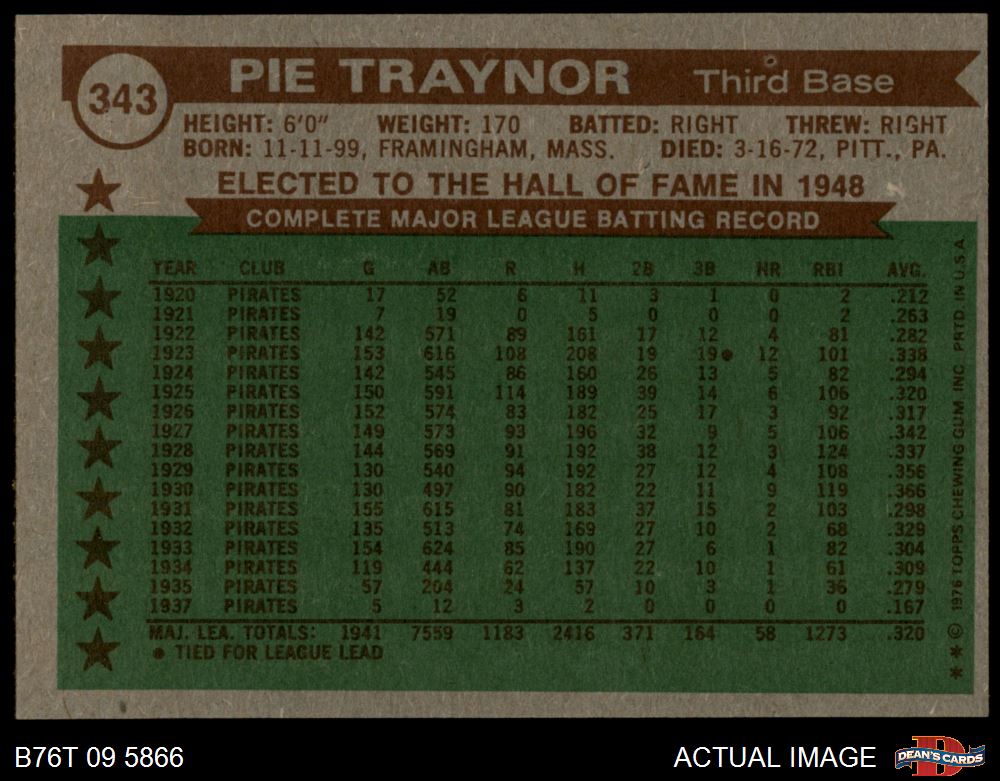 343
PIE TRAYNOR Third Base
HEIGHT: 6'0" WEIGHT: 170 BATTED: RIGHT THREW: RIGHT
BORN: 11-11-99, FRAMINGHAM, MASS. DIED: 3-16-72, PITT., PA.
ELECTED TO THE HALL OF FAME IN 1948
COMPLETE MAJOR LEAGUE BATTING RECORD
YEAR CLUB G AB R H 2B 3B HR RBI AVG.
1920 PIRATES 17 52 6 11 3 1 0 2 .212
1921 PIRATES 7 19 0 5 0 0 0 2 .263
1922 PIRATES 142 571 89 161 17 12 4 81 .282
1923 PIRATES 153 616 108 208 19 19● 12 101 .338
1924 PIRATES 142 545 86 160 26 13 5 82 .294
1925 PIRATES 150 591 114 189 39 14 6 106 .320
1926 PIRATES 152 574 83 182 25 17 3 92 .317
1927 PIRATES 149 573 93 196 32 9 5 106 .342
1928 PIRATES 144 569 91 192 38 12 3 124 .337
1929 PIRATES 130 540 94 192 27 12 4 108 .356
1930 PIRATES 130 497 90 182 22 11 9 119 .366
1931 PIRATES 155 615 81 183 37 15 2 103 .298
1932 PIRATES 135 513 74 169 27 10 2 68 .329
1933 PIRATES 154 624 85 190 27 6 1 82 .304
1934 PIRATES 119 444 62 137 22 10 1 61 .309
1935 PIRATES 57 204 24 57 10 3 1 36 .279
1937 PIRATES 5 12 3 2 0 0 0 0 .167
MAJ. LEA. TOTALS: 1941 7559 1183 2416 371 164 58 1273 .320
● TIED FOR LEAGUE LEAD
** © 1976 TOPPS CHEWING GUM, INC. PRTD. IN U.S.A.
B76T 09 5866 ACTUAL IMAGE DEAN'S CARDS